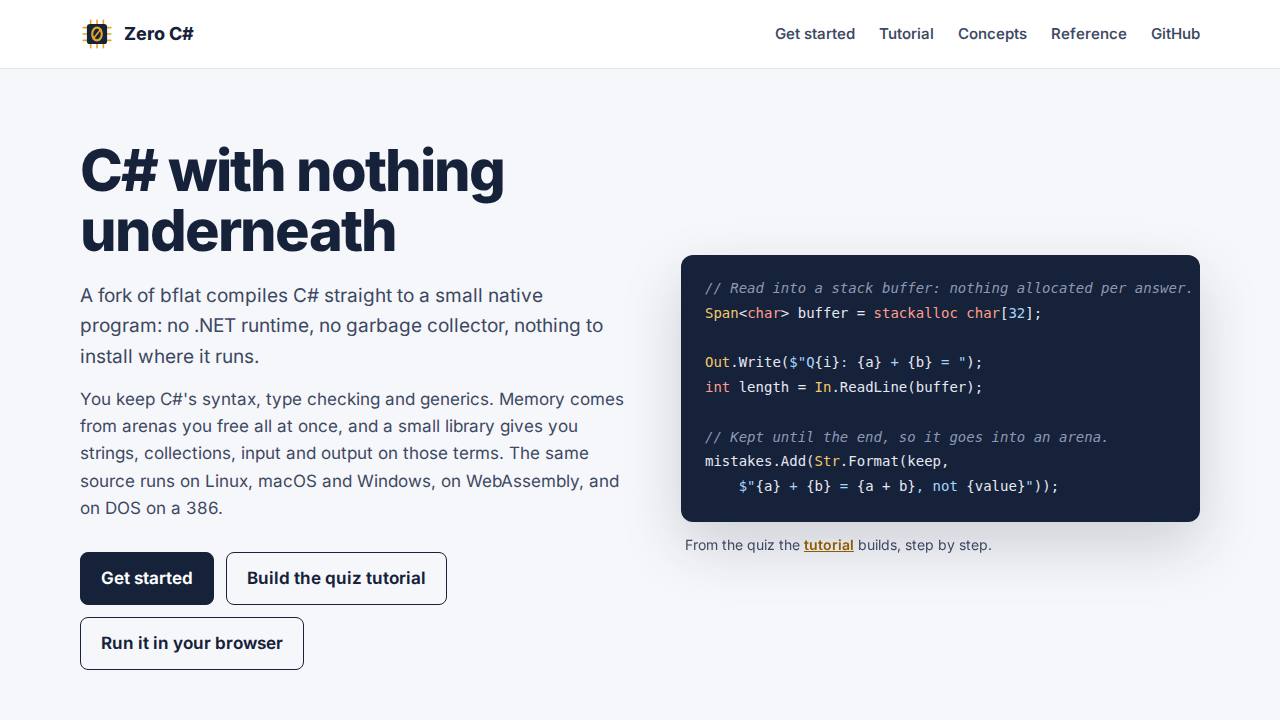 Zero C#
Get started
Tutorial
Concepts
Reference
GitHub
C# with nothing
underneath
A fork of bflat compiles C# straight to a small native
program: no .NET runtime, no garbage collector, nothing to
install where it runs.
You keep C#'s syntax, type checking and generics. Memory comes
from arenas you free all at once, and a small library gives you
strings, collections, input and output on those terms. The same
source runs on Linux, macOS and Windows, on WebAssembly, and
on DOS on a 386.
Get started
Build the quiz tutorial
Run it in your browser
// Read into a stack buffer: nothing allocated per answer.
Span<char> buffer = stackalloc char[32];
Out.Write($"Q{i}: {a} + {b} = ");
int length = In.ReadLine(buffer);
// Kept until the end, so it goes into an arena.
mistakes.Add(Str.Format(keep,
    $"{a} + {b} = {a + b}, not {value}"));
From the quiz the tutorial builds, step by step.